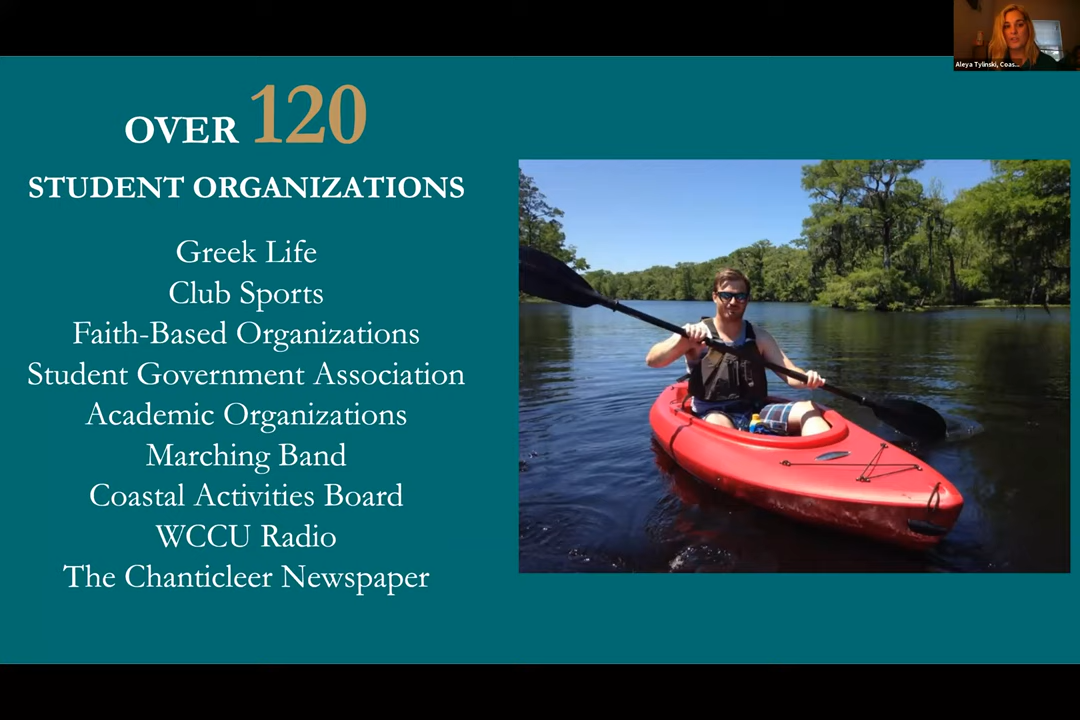 Aleya Tylinski, Coas...
OVER 120
STUDENT ORGANIZATIONS
Greek Life
Club Sports
Faith-Based Organizations
Student Government Association
Academic Organizations
Marching Band
Coastal Activities Board
WCCU Radio
The Chanticleer Newspaper